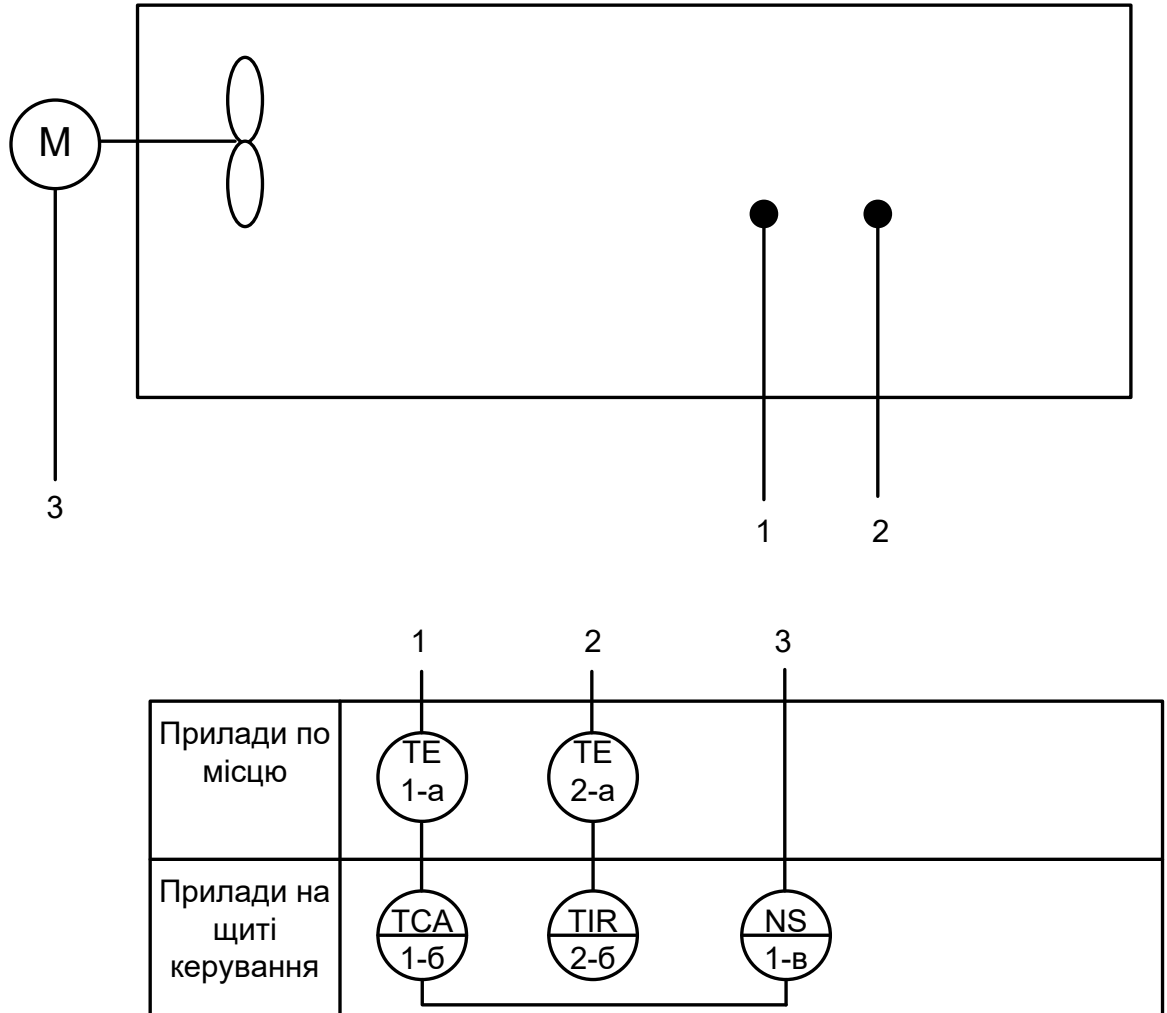 M
3
1 2
1 2 3
Прилади по
місцю
TE
1-а
TE
2-а
Прилади на
щиті
керування
TCA
1-б
TIR
2-б
NS
1-в